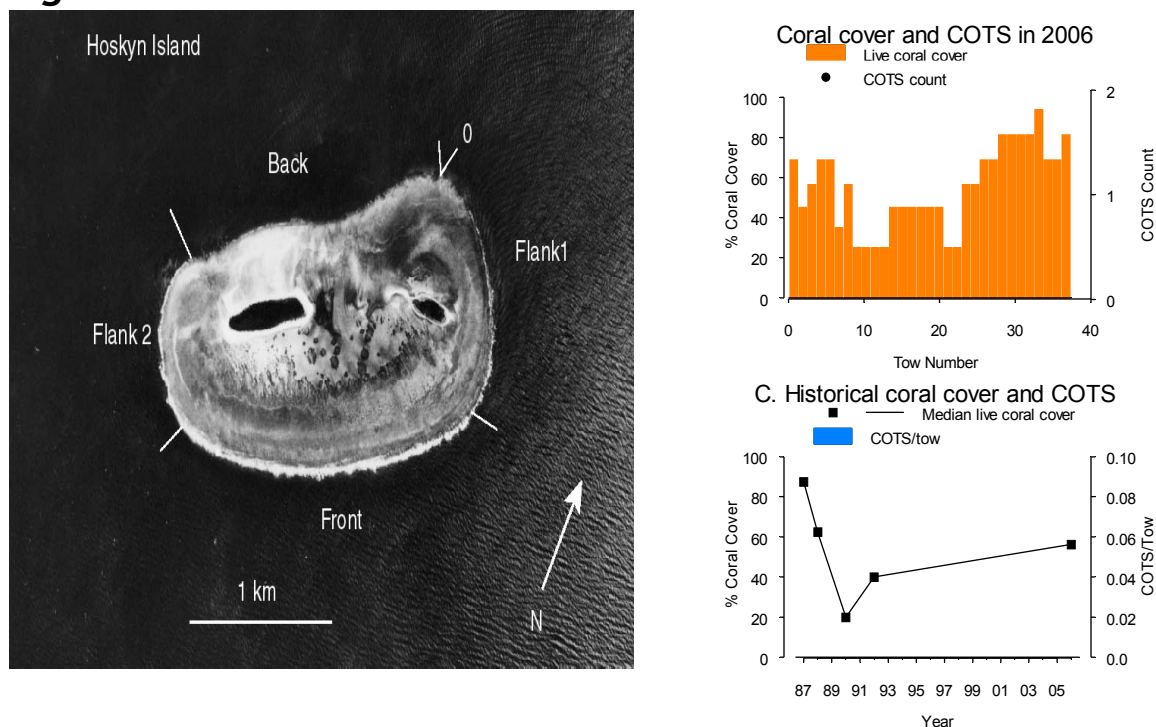 Hoskyn Island
0
Back
Flank1
Flank 2
Front
1 km
N
Coral cover and COTS in 2006
Live coral cover
COTS count
100
80
60
40
20
0
% Coral Cover
2
1
0
COTS Count
0 10 20 30 40
Tow Number
C. Historical coral cover and COTS
Median live coral cover
COTS/tow
100
80
60
40
20
0
% Coral Cover
0.10
0.08
0.06
0.04
0.02
0.0
COTS/Tow
87 89 91 93 95 97 99 01 03 05
Year